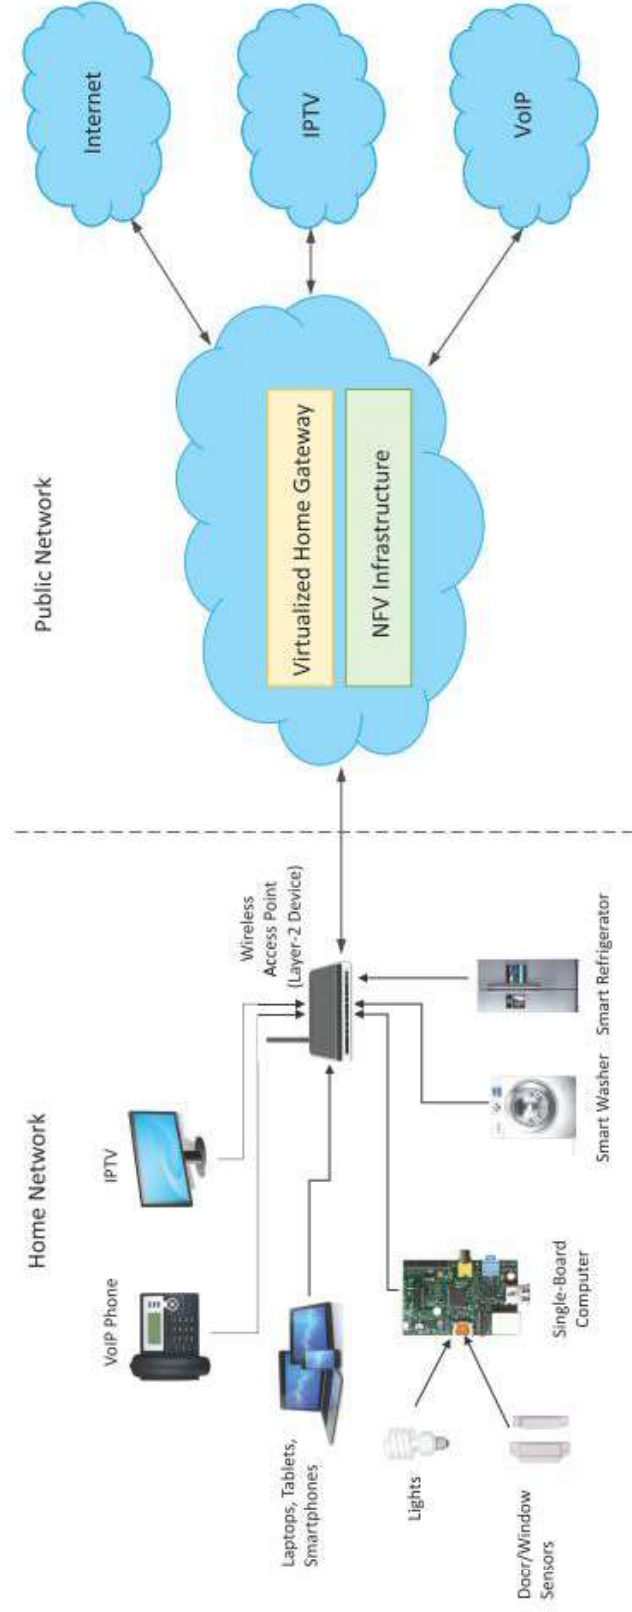 Home Network
Public Network
VoIP Phone
IPTV
Wireless
Access Point
(Layer-2 Device)
Laptops, Tablets,
Smartphones
Lights
Door/Window
Sensors
Single-Board
Computer
Smart Washer
Smart Refrigerator
Virtualized Home Gateway
NFV Infrastructure
Internet
IPTV
VoIP